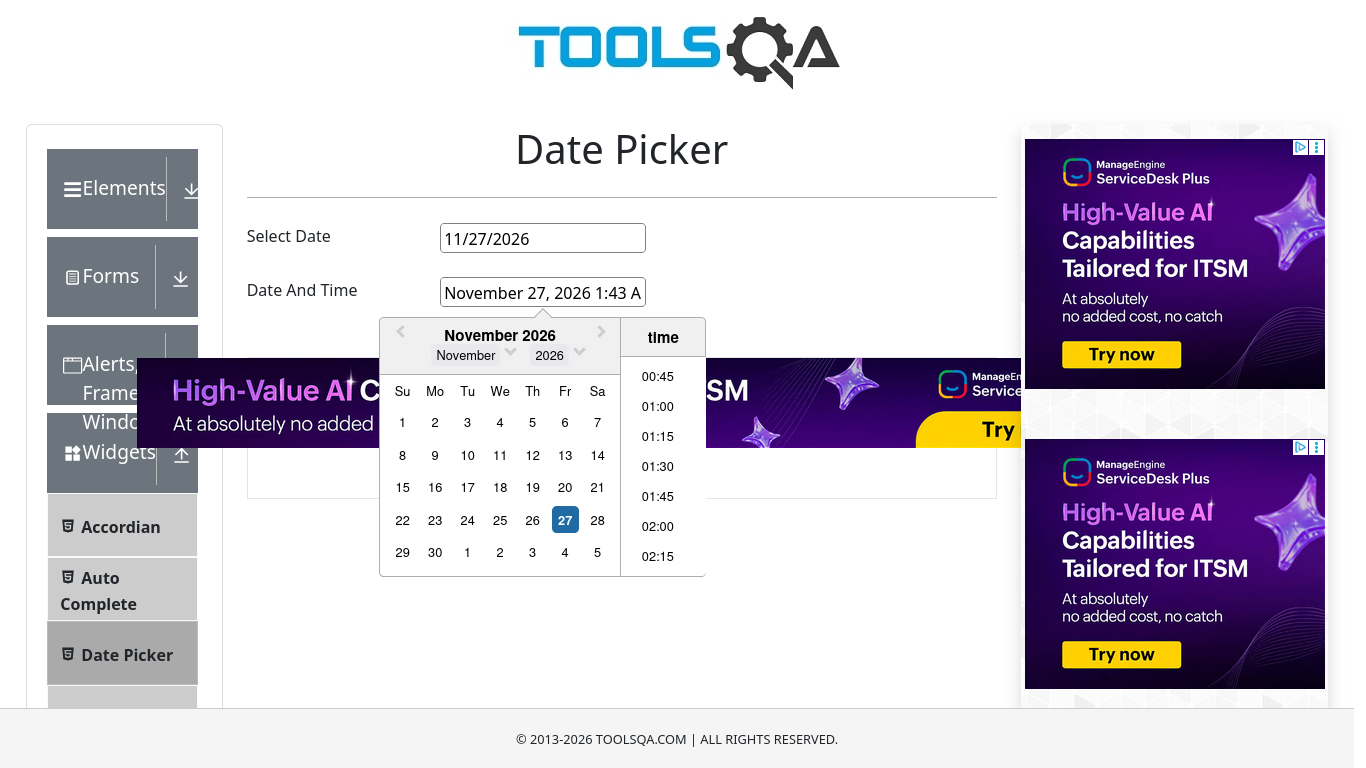 TOOLSQA
Date Picker
Elements
Forms
Alerts,
Frame
Windo
Widgets
Accordian
Auto
Complete
Date Picker
Select Date
11/27/2026
Date And Time
November 27, 2026 1:43 A
November 2026
November
2026
Su Mo Tu We Th Fr Sa
1 2 3 4 5 6 7
8 9 10 11 12 13 14
15 16 17 18 19 20 21
22 23 24 25 26 27 28
29 30 1 2 3 4 5
time
00:45
01:00
01:15
01:30
01:45
02:00
02:15
High-Value AI C
SM
At absolutely no added
ManageEn
Service
Try
ManageEngine
ServiceDesk Plus
High-Value AI
Capabilities
Tailored for ITSM
At absolutely
no added cost, no catch
Try now
ManageEngine
ServiceDesk Plus
High-Value AI
Capabilities
Tailored for ITSM
At absolutely
no added cost, no catch
Try now
© 2013-2026 TOOLSQA.COM | ALL RIGHTS RESERVED.